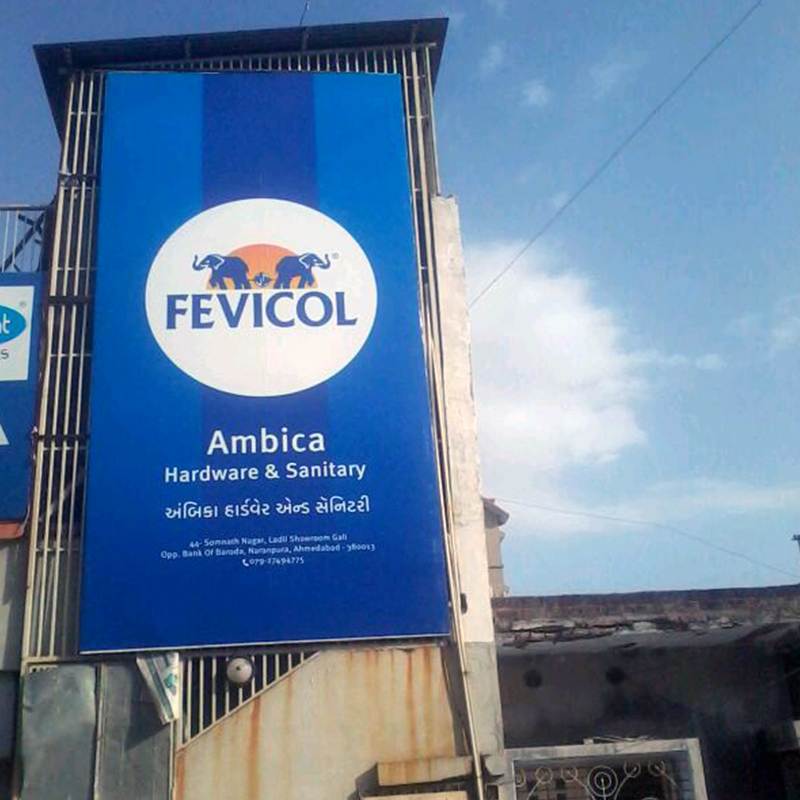 FEVICOL
®
Ambica
Hardware & Sanitary
અંબિકા હાર્ડવેર એન્ડ સૅનિટરી
44- Somnath Nagar, Ladli Showroom Gali
Opp. Bank Of Baroda, Naranpura, Ahmedabad - 380013
079-27494775